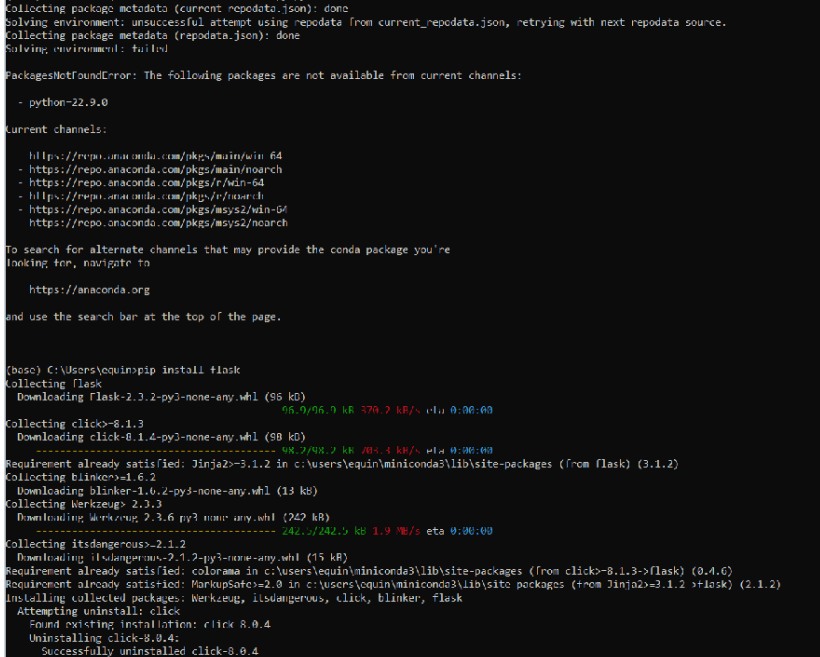 Collecting package metadata (current_repodata.json): done
Solving environment: unsuccessful attempt using repodata from current_repodata.json, retrying with next repodata source.
Collecting package metadata (repodata.json): done
Solving environment: failed
PackagesNotFoundError: The following packages are not available from current channels:
- python=22.9.0
Current channels:
https://repo.anaconda.com/pkgs/main/win-64
- https://repo.anaconda.com/pkgs/main/noarch
- https://repo.anaconda.com/pkgs/r/win-64
- https://repo.anaconda.com/pkgs/r/noarch
- https://repo.anaconda.com/pkgs/msys2/win-64
https://repo.anaconda.com/pkgs/msys2/noarch
To search for alternate channels that may provide the conda package you're
looking for, navigate to
https://anaconda.org
and use the search bar at the top of the page.
(base) C:\Users\equin>pip install flask
Collecting flask
Downloading Flask-2.3.2-py3-none-any.whl (96 kB)
96.9/96.9 kB 370.2 kB/s eta 0:00:00
Collecting click>=8.1.3
Downloading click-8.1.4-py3-none-any.whl (98 kB)
---------------------------------------- 98.2/98.2 kB 703.3 kB/s eta 0:00:00
Requirement already satisfied: Jinja2>=3.1.2 in c:\users\equin\miniconda3\lib\site-packages (from flask) (3.1.2)
Collecting blinker>=1.6.2
Downloading blinker-1.6.2-py3-none-any.whl (13 kB)
Collecting Werkzeug>=2.3.3
Downloading Werkzeug-2.3.6-py3-none-any.whl (242 kB)
---------------------------------------- 242.5/242.5 kB 1.9 MB/s eta 0:00:00
Collecting itsdangerous>=2.1.2
Downloading itsdangerous-2.1.2-py3-none-any.whl (15 kB)
Requirement already satisfied: colorama in c:\users\equin\miniconda3\lib\site-packages (from click>=8.1.3->flask) (0.4.6)
Requirement already satisfied: MarkupSafe>=2.0 in c:\users\equin\miniconda3\lib\site-packages (from Jinja2>=3.1.2->flask) (2.1.2)
Installing collected packages: Werkzeug, itsdangerous, click, blinker, flask
Attempting uninstall: click
Found existing installation: click 8.0.4
Uninstalling click-8.0.4:
Successfully uninstalled click-8.0.4